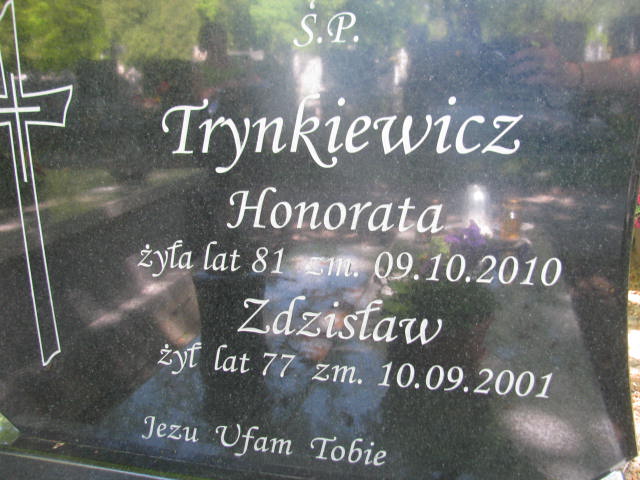 Ś.P.
Trynkiewicz
Honorata
żyła lat 81 zm. 09.10.2010
Zdzisław
żył lat 77 zm. 10.09.2001
Jezu Ufam Tobie